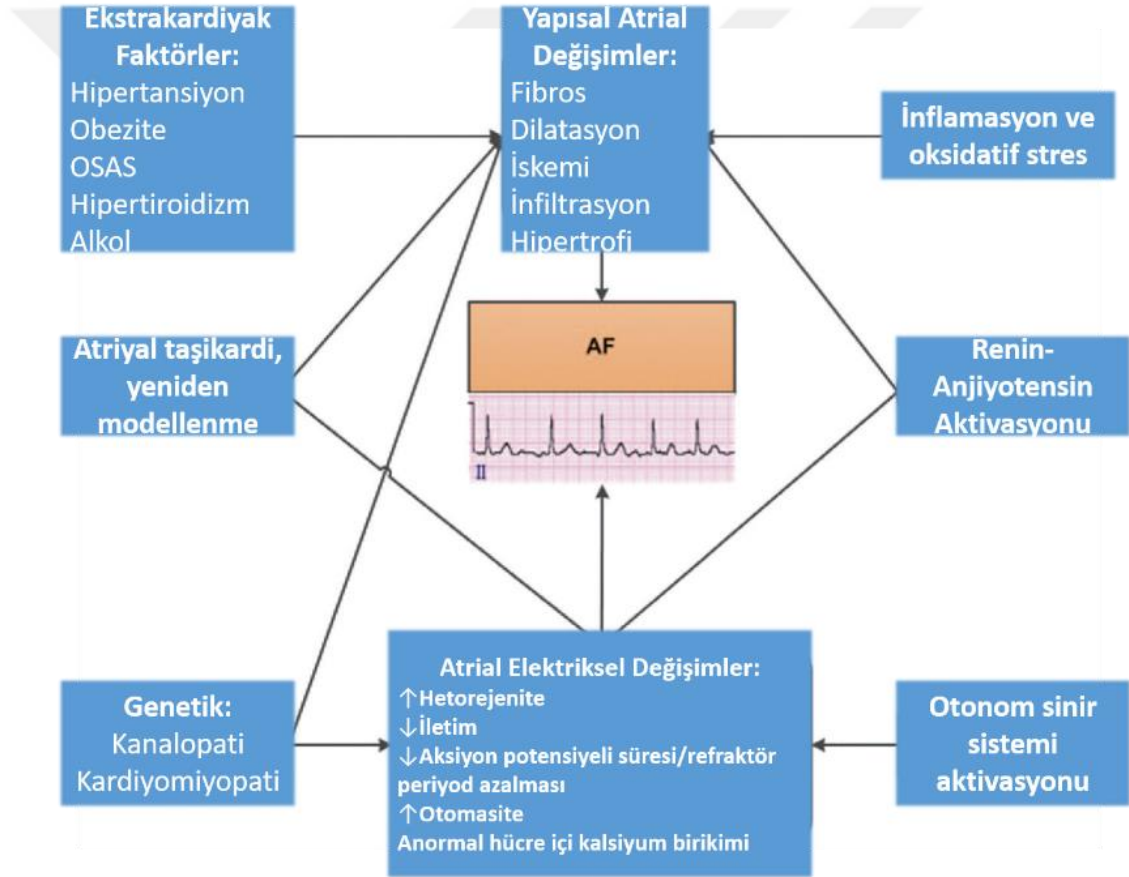 Ekstrakardiyak
Faktörler:
Hipertansiyon
Obezite
OSAS
Hipertiroidizm
Alkol
Yapısal Atrial
Değişimler:
Fibros
Dilatasyon
İskemi
İnfiltrasyon
Hipertrofi
İnflamasyon ve
oksidatif stres
Atriyal taşikardi,
yeniden
modellenme
AF
II
Renin-
Anjiyotensin
Aktivasyonu
Genetik:
Kanalopati
Kardiyomiyopati
Atrial Elektriksel Değişimler:
↑Hetorejenite
↓İletim
↓Aksiyon potensiyeli süresi/refraktör
periyod azalması
↑Otomasite
Anormal hücre içi kalsiyum birikimi
Otonom sinir
sistemi
aktivasyonu